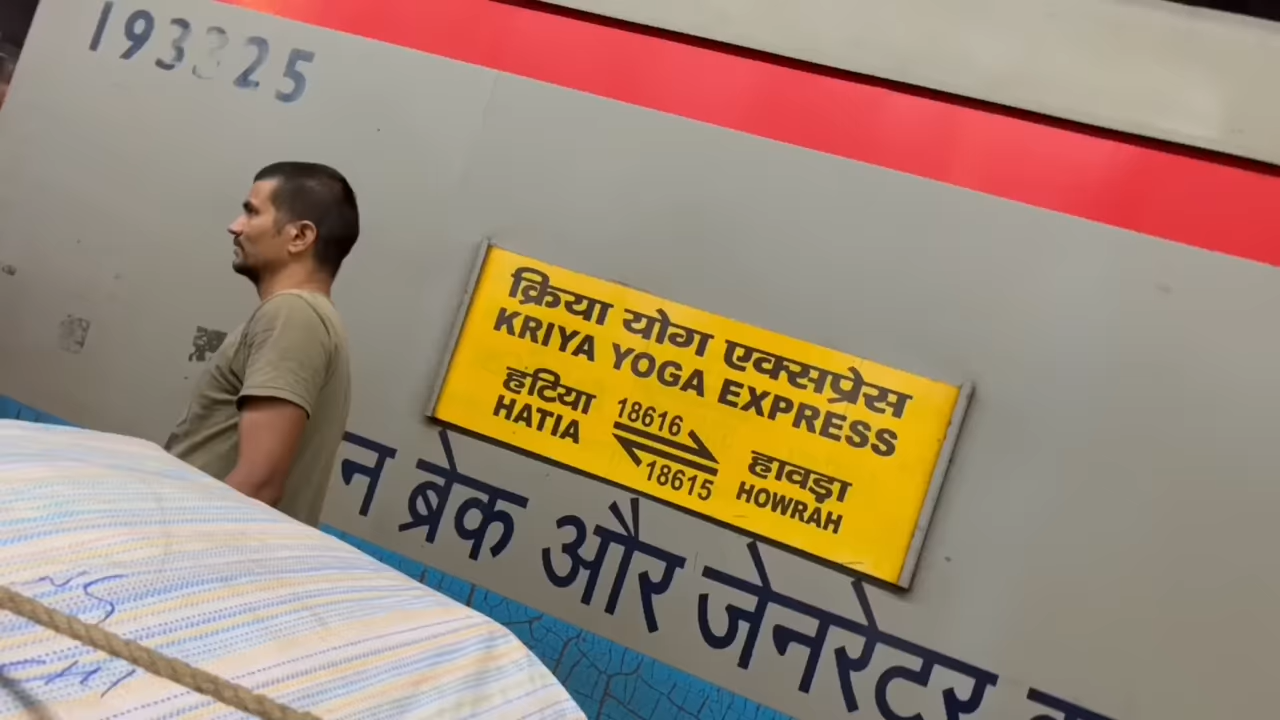 193325
क्रिया योग एक्सप्रेस
KRIYA YOGA EXPRESS
हटिया 18616 हावड़ा
HATIA 18615 HOWRAH
न ब्रेक और जेनरेटर